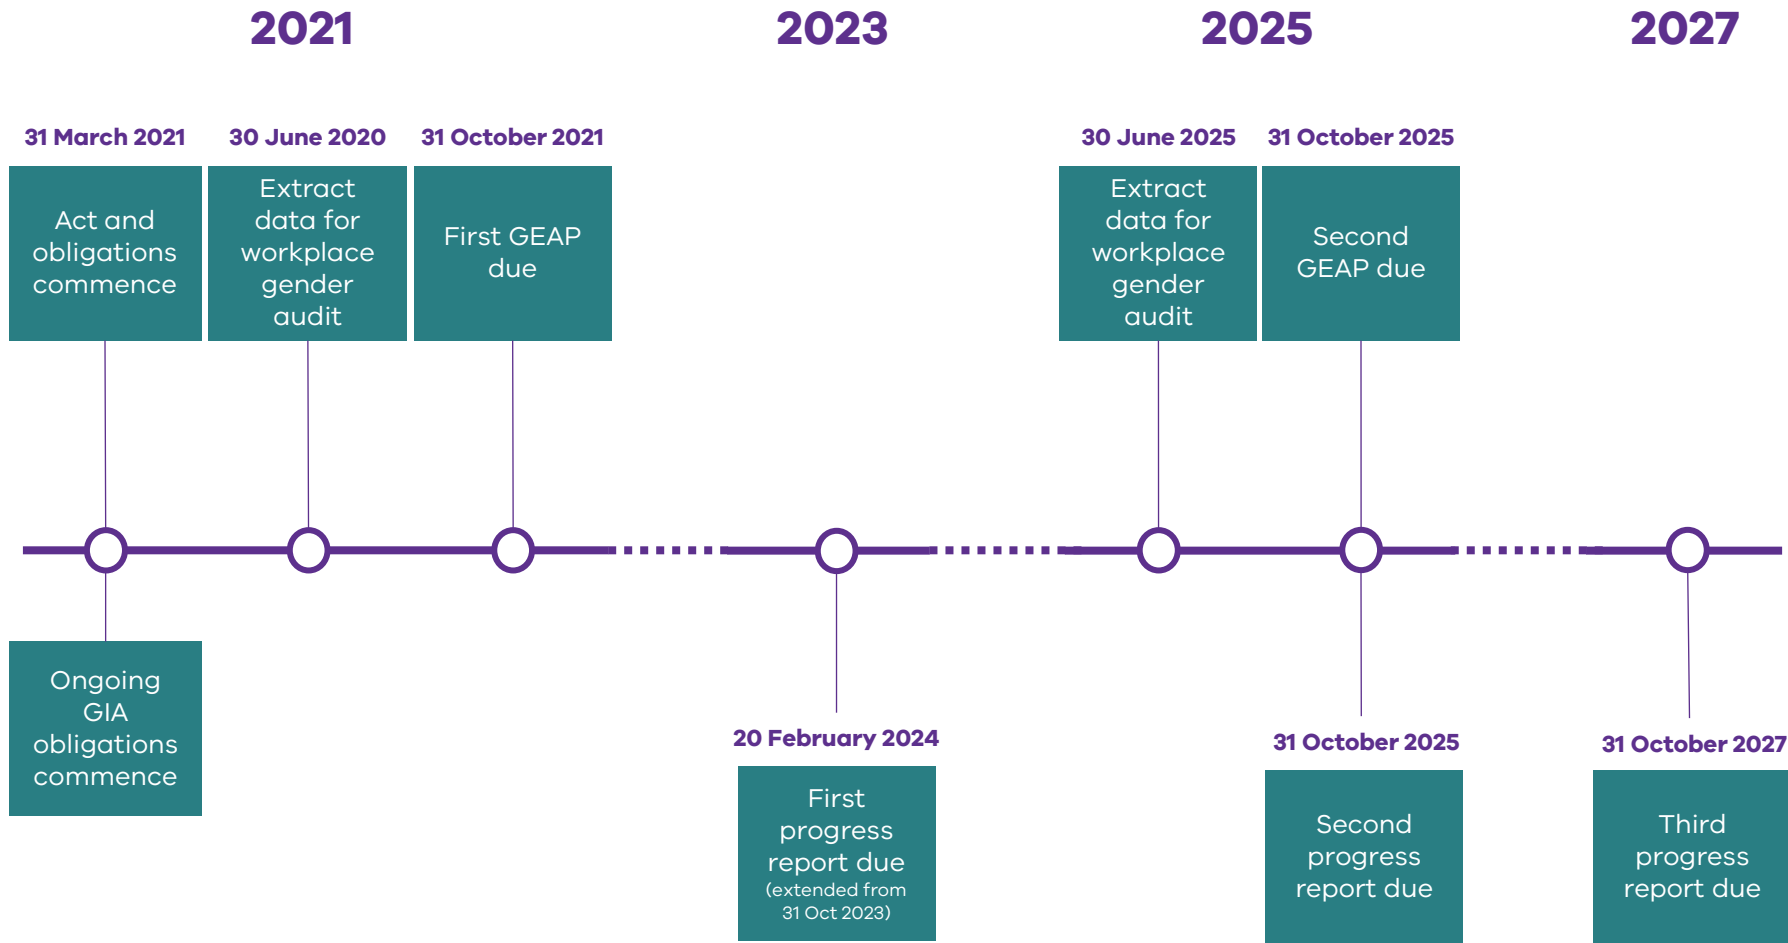 2021
2023
2025
2027
31 March 2021
30 June 2020
31 October 2021
30 June 2025
31 October 2025
Act and
obligations
commence
Extract
data for
workplace
gender
audit
First GEAP
due
Extract
data for
workplace
gender
audit
Second
GEAP due
Ongoing
GIA
obligations
commence
20 February 2024
First
progress
report due
(extended from
31 Oct 2023)
31 October 2025
Second
progress
report due
31 October 2027
Third
progress
report due